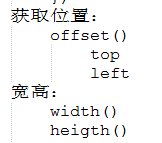 获取位置：
offset()
top
left
宽高：
width()
heigth()